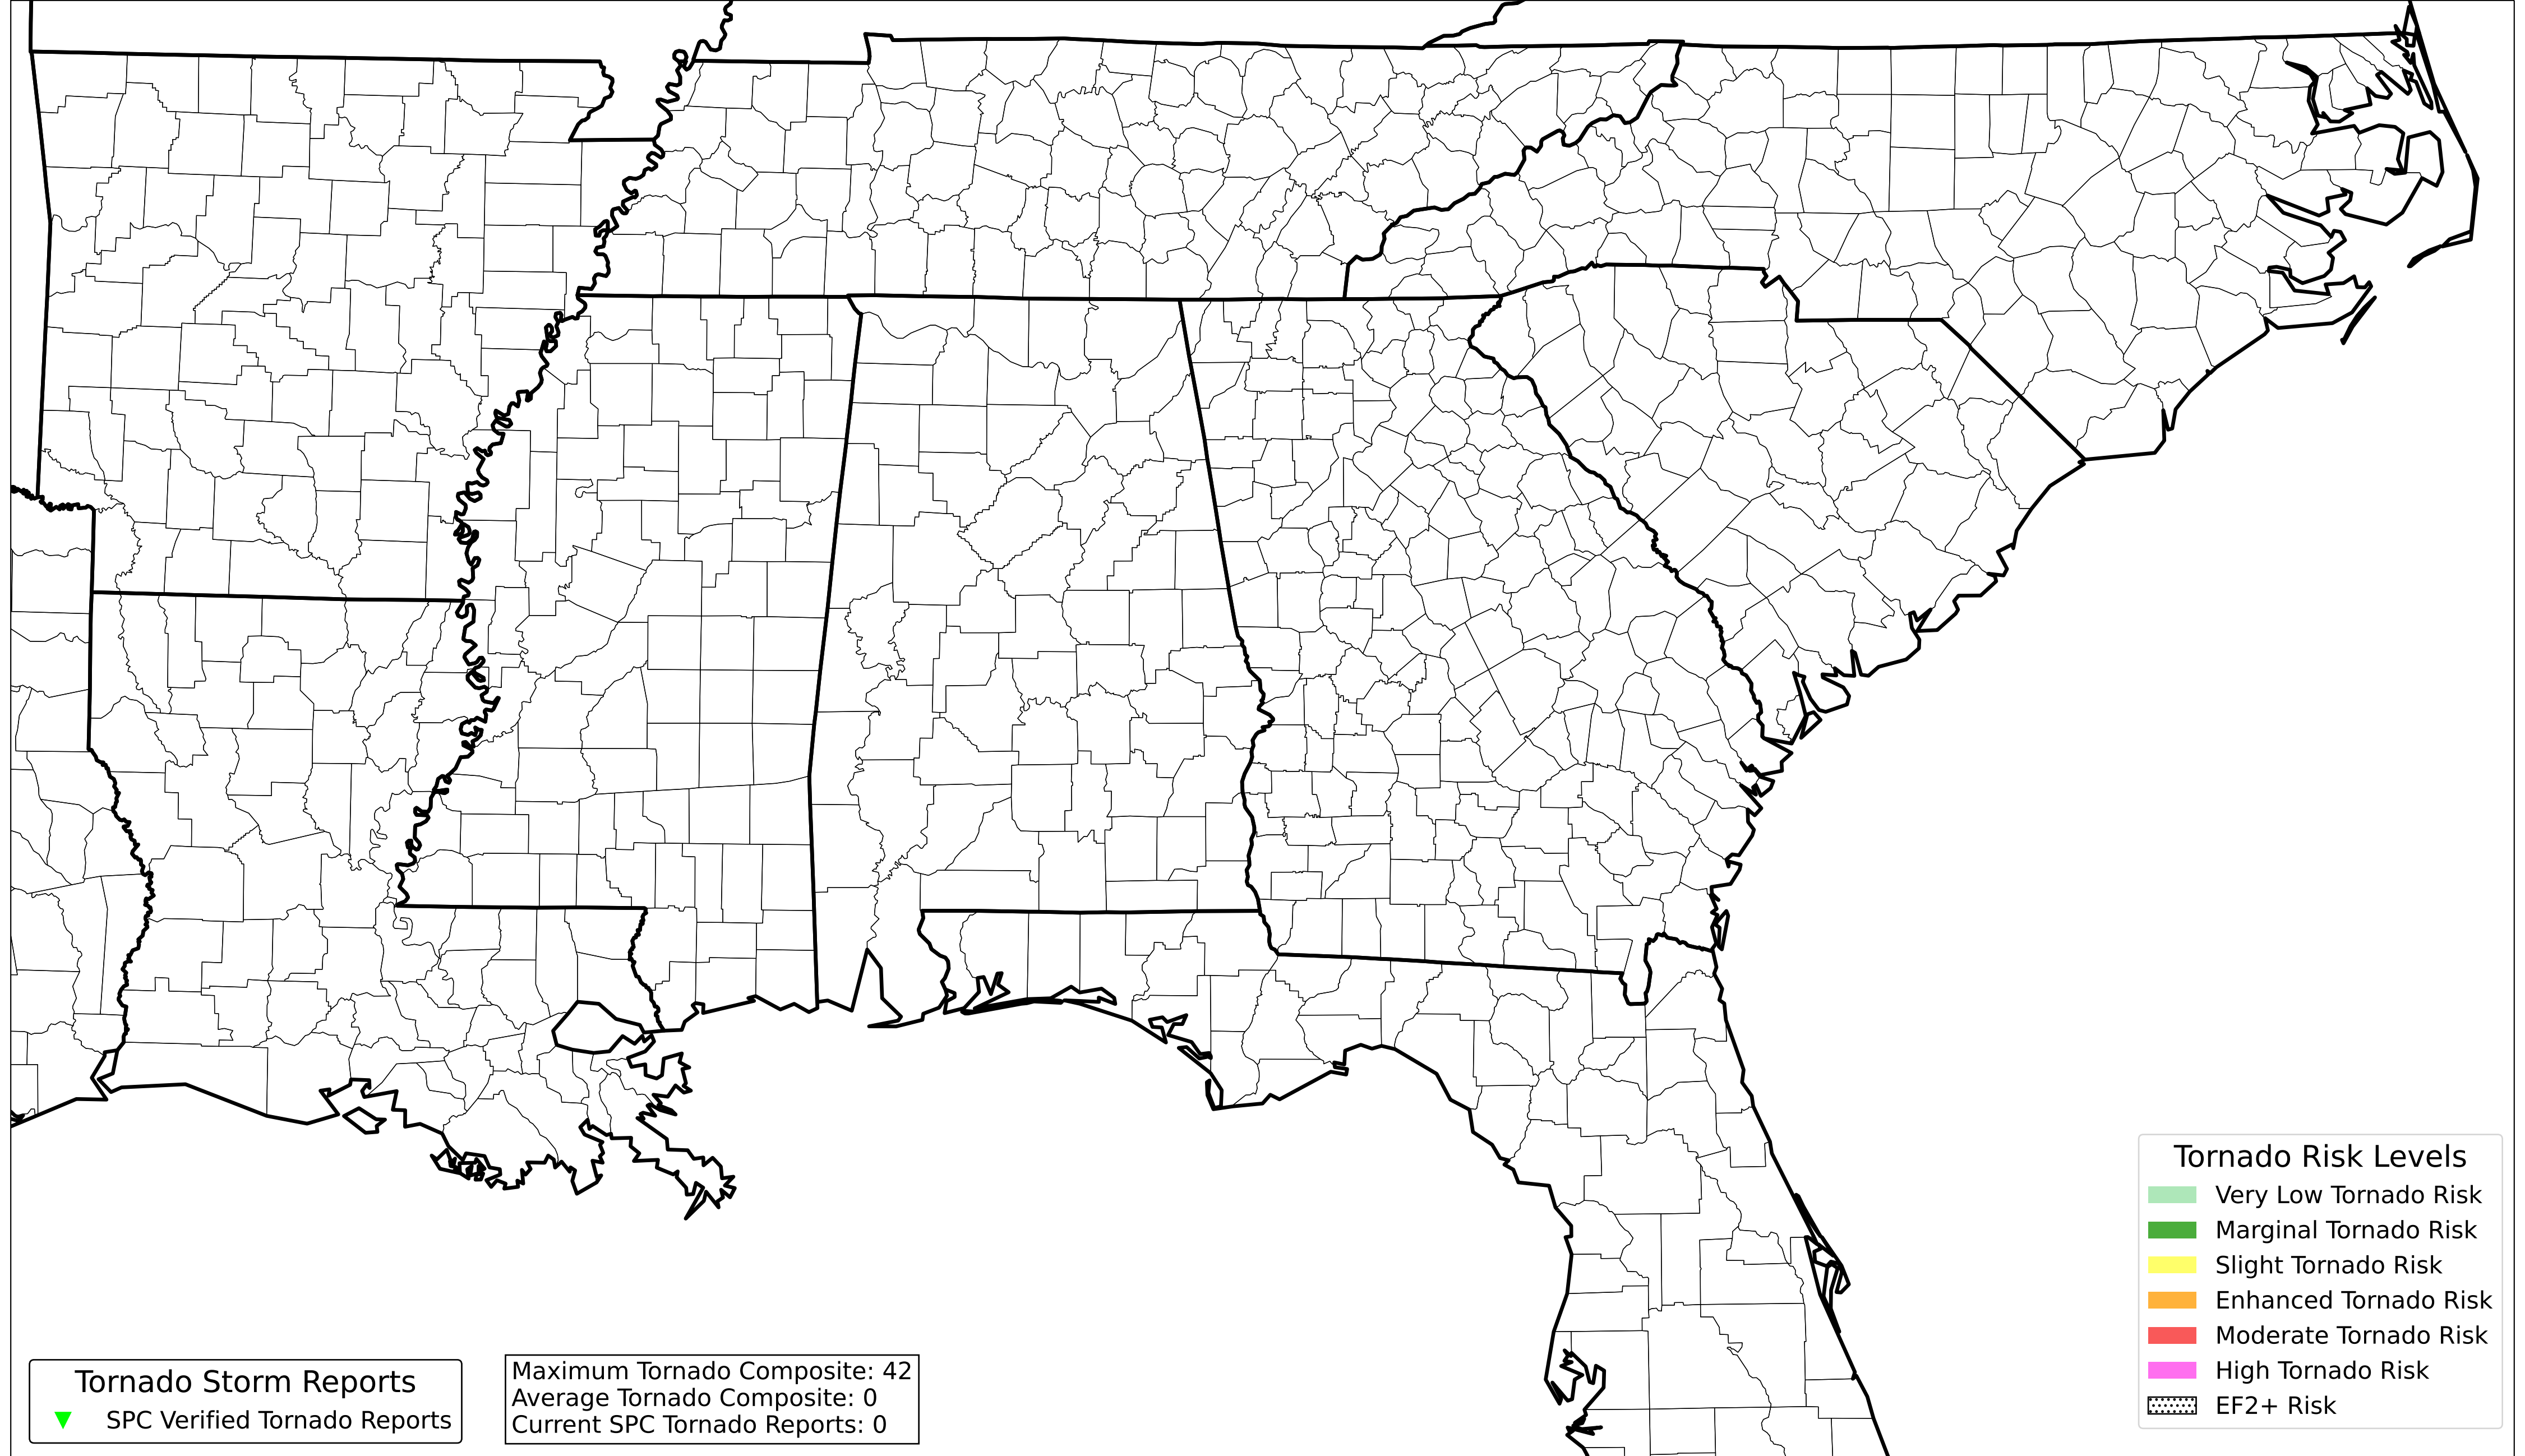 Tornado Risk Levels
Very Low Tornado Risk
Marginal Tornado Risk
Slight Tornado Risk
Enhanced Tornado Risk
Moderate Tornado Risk
High Tornado Risk
EF2+ Risk
Tornado Storm Reports
SPC Verified Tornado Reports
Maximum Tornado Composite: 42
Average Tornado Composite: 0
Current SPC Tornado Reports: 0